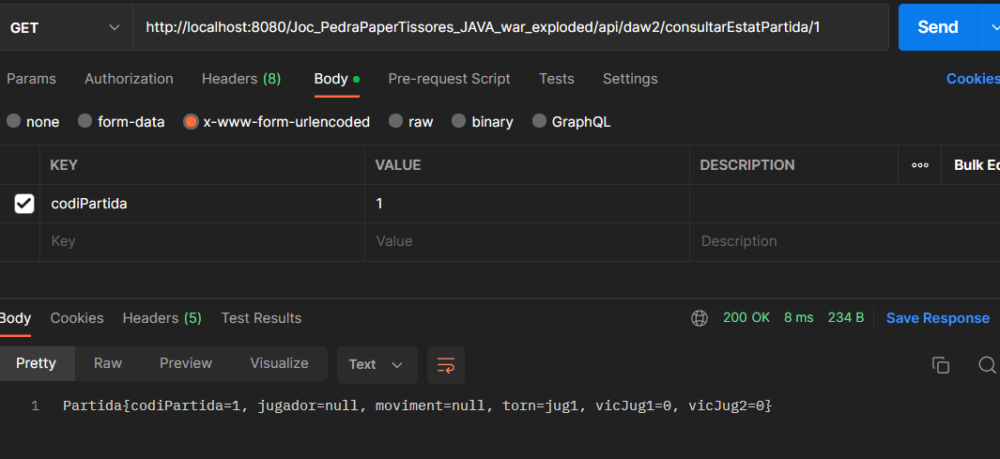 GET http://localhost:8080/Joc_PedraPaperTissores_JAVA_war_exploded/api/daw2/consultarEstatPartida/1 Send
Params Authorization Headers (8) Body Pre-request Script Tests Settings Cookies
none form-data x-www-form-urlencoded raw binary GraphQL
KEY VALUE DESCRIPTION ooo Bulk Ed
codiPartida 1
Key Value Description
Body Cookies Headers (5) Test Results 200 OK 8 ms 234 B Save Response
Pretty Raw Preview Visualize Text
1 Partida{codiPartida=1, jugador=null, moviment=null, torn=jug1, vicJug1=0, vicJug2=0}